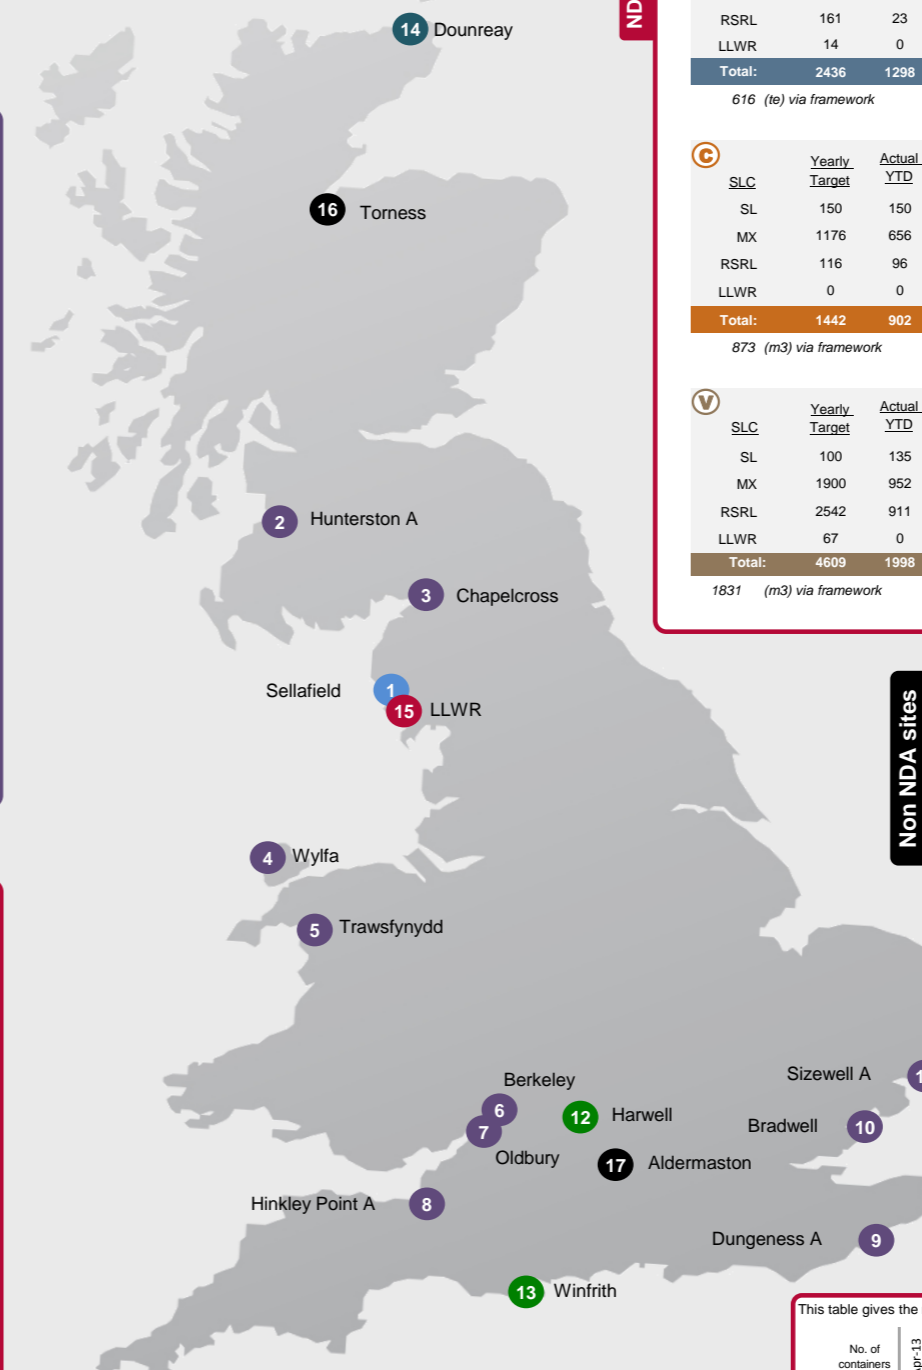 14 Dounreay
16 Torness
2 Hunterston A
3 Chapelcross
Sellafield 1
15 LLWR
4 Wylfa
5 Trawsfynydd
Berkeley
6
7
Oldbury
12 Harwell
17 Aldermaston
Hinkley Point A 8
13 Winfrith
Sizewell A
Bradwell 10
Dungeness A 9
ND
RSRL 161 23
LLWR 14 0
Total: 2436 1298
616 (te) via framework
C
SLC Yearly Target Actual YTD
SL 150 150
MX 1176 656
RSRL 116 96
LLWR 0 0
Total: 1442 902
873 (m3) via framework
V
SLC Yearly Target Actual YTD
SL 100 135
MX 1900 952
RSRL 2542 911
LLWR 67 0
Total: 4609 1998
1831 (m3) via framework
Non NDA sites
This table gives the
No. of
containers
pr-13